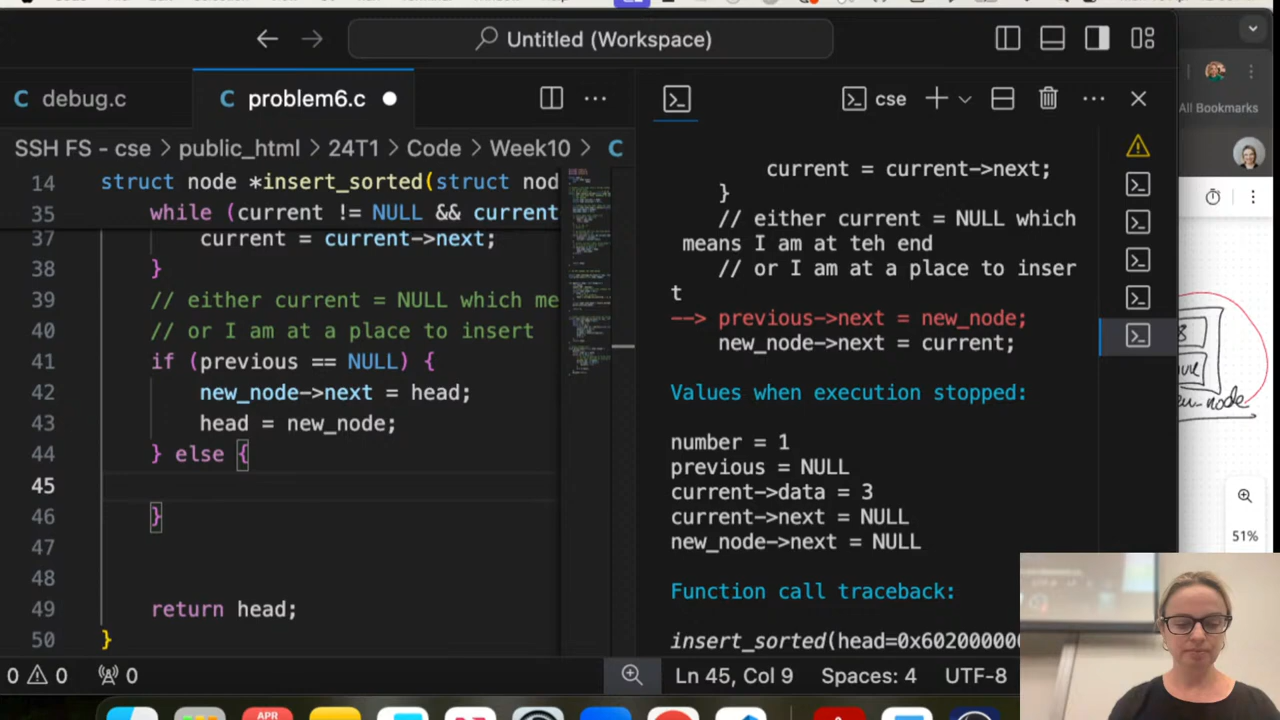 Untitled (Workspace)
debug.c
problem6.c
cse
All Bookmarks
SSH FS - cse > public_html > 24T1 > Code > Week10 > C
14 struct node *insert_sorted(struct nod
35 while (current != NULL && current
37 current = current->next;
38 }
39 // either current = NULL which me
40 // or I am at a place to insert
41 if (previous == NULL) {
42 new_node->next = head;
43 head = new_node;
44 } else {
45
46 }
47
48
49 return head;
50 }
current = current->next;
}
// either current = NULL which
means I am at teh end
// or I am at a place to inser
t
--> previous->next = new_node;
new_node->next = current;
Values when execution stopped:
number = 1
previous = NULL
current->data = 3
current->next = NULL
new_node->next = NULL
Function call traceback:
insert_sorted(head=0x602000000
51%
0 0 0
Ln 45, Col 9 Spaces: 4 UTF-8
APR